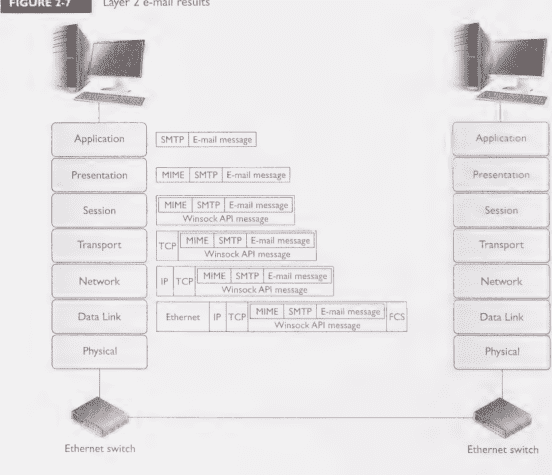 FIGURE 2-7 Layer 2 e-mail results
Application SMTP E-mail message Application
Presentation MIME SMTP E-mail message Presentation
Session MIME SMTP E-mail message Session
Winsock API message
Transport TCP MIME SMTP E-mail message Transport
Winsock API message
Network IP TCP MIME SMTP E-mail message Network
Winsock API message
Data Link Ethernet IP TCP MIME SMTP E-mail message FCS Data Link
Winsock API message
Physical Physical
Ethernet switch Ethernet switch